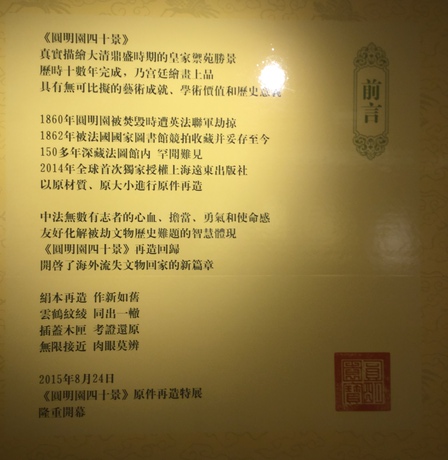 前言
《圓明園四十景》
真實描繪大清鼎盛時期的皇家禦苑勝景
歷時十數年完成，乃宮廷繪畫上品
具有無可比擬的藝術成就、學術價值和歷史意義
1860年圓明園被焚毀時遭英法聯軍劫掠
1862年被法國國家圖書館競拍收藏并妥存至今
150多年深藏法圖館內 罕聞難見
2014年全球首次獨家授權上海遠東出版社
以原材質、原大小進行原件再造
中法無數有志者的心血、擔當、勇氣和使命感
友好化解被劫文物歷史難題的智慧體現
《圓明園四十景》再造回歸
開啓了海外流失文物回家的新篇章
絹本再造 作新如舊
雲鶴紋綾 同出一轍
插蓋木匣 考證還原
無限接近 肉眼莫辨
2015年8月24日
《圓明園四十景》原件再造特展
隆重開幕